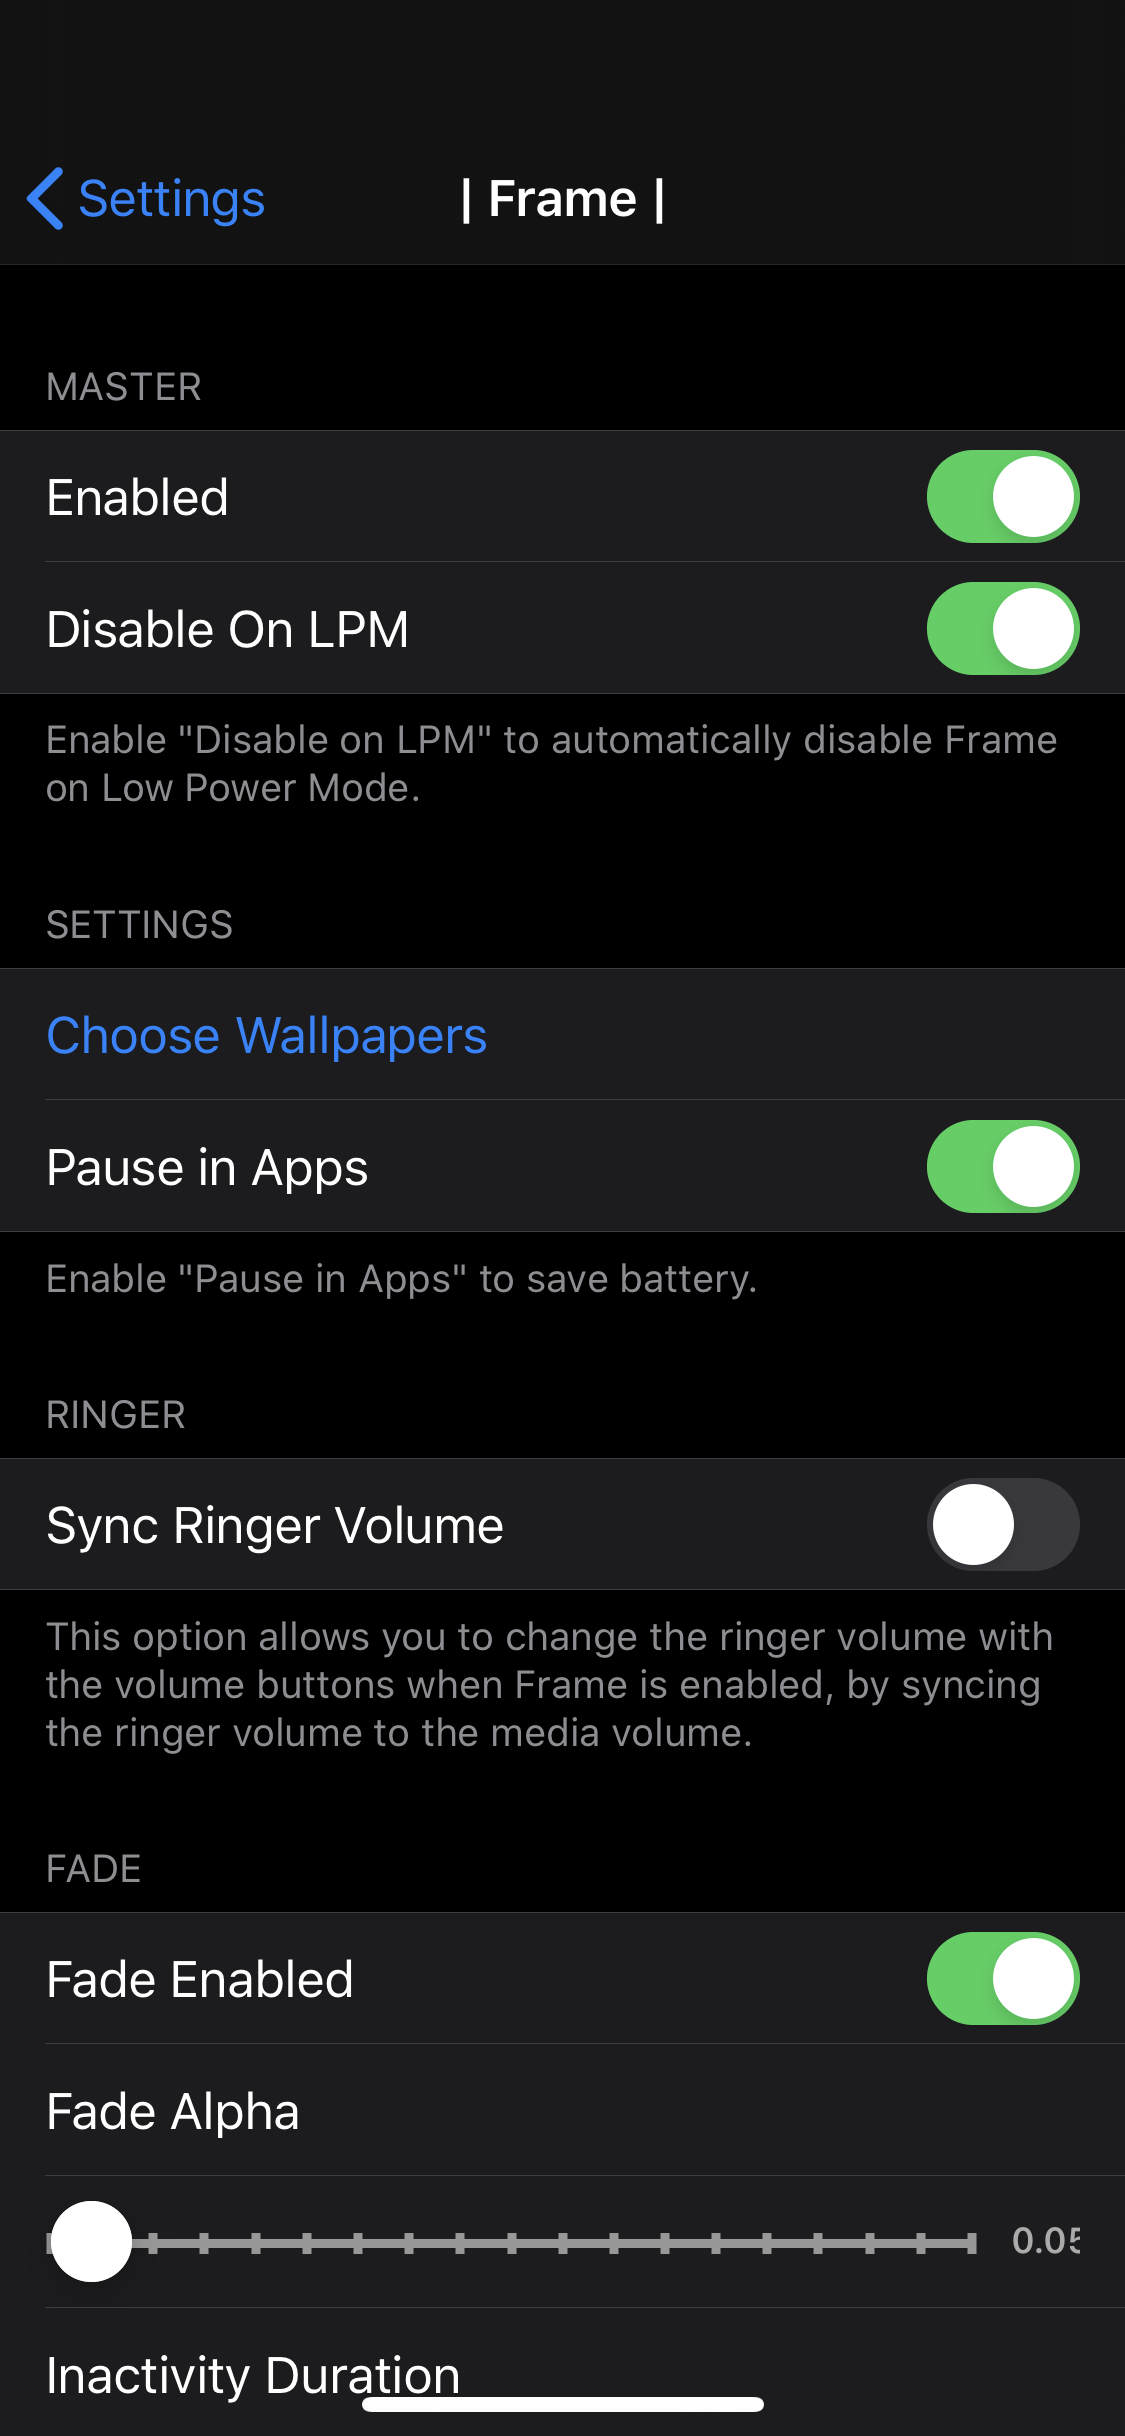 Settings
| Frame |
MASTER
Enabled
Disable On LPM
Enable "Disable on LPM" to automatically disable Frame
on Low Power Mode.
SETTINGS
Choose Wallpapers
Pause in Apps
Enable "Pause in Apps" to save battery.
RINGER
Sync Ringer Volume
This option allows you to change the ringer volume with
the volume buttons when Frame is enabled, by syncing
the ringer volume to the media volume.
FADE
Fade Enabled
Fade Alpha
0.05
Inactivity Duration